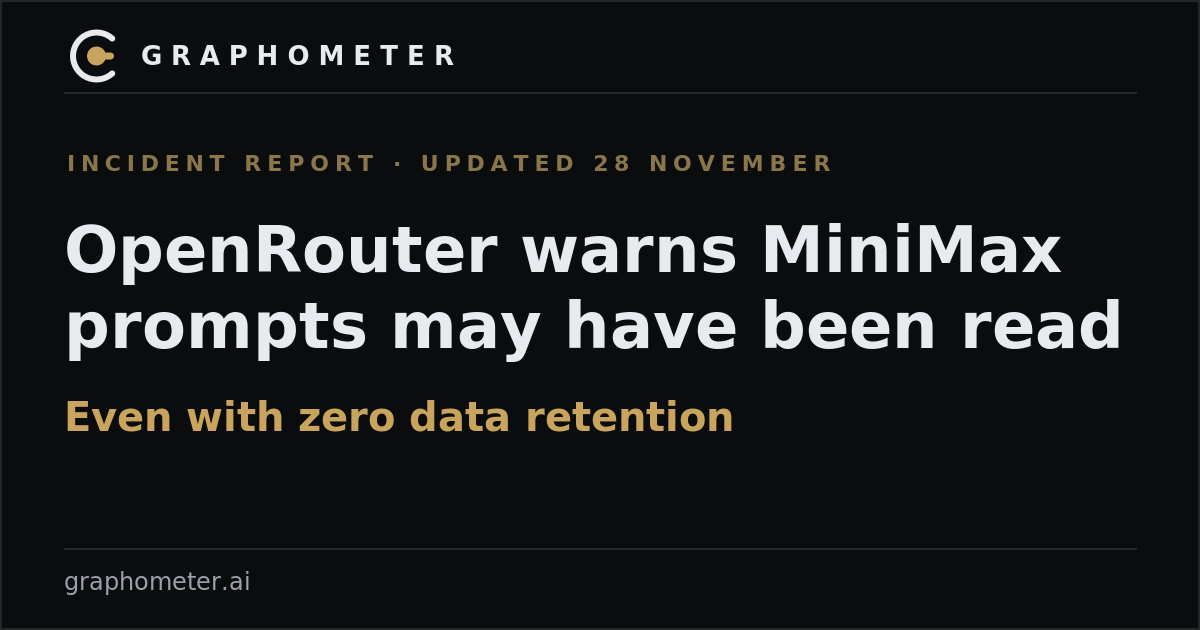 GRAPHOMETER
INCIDENT REPORT · UPDATED 28 NOVEMBER
OpenRouter warns MiniMax
prompts may have been read
Even with zero data retention
graphometer.ai